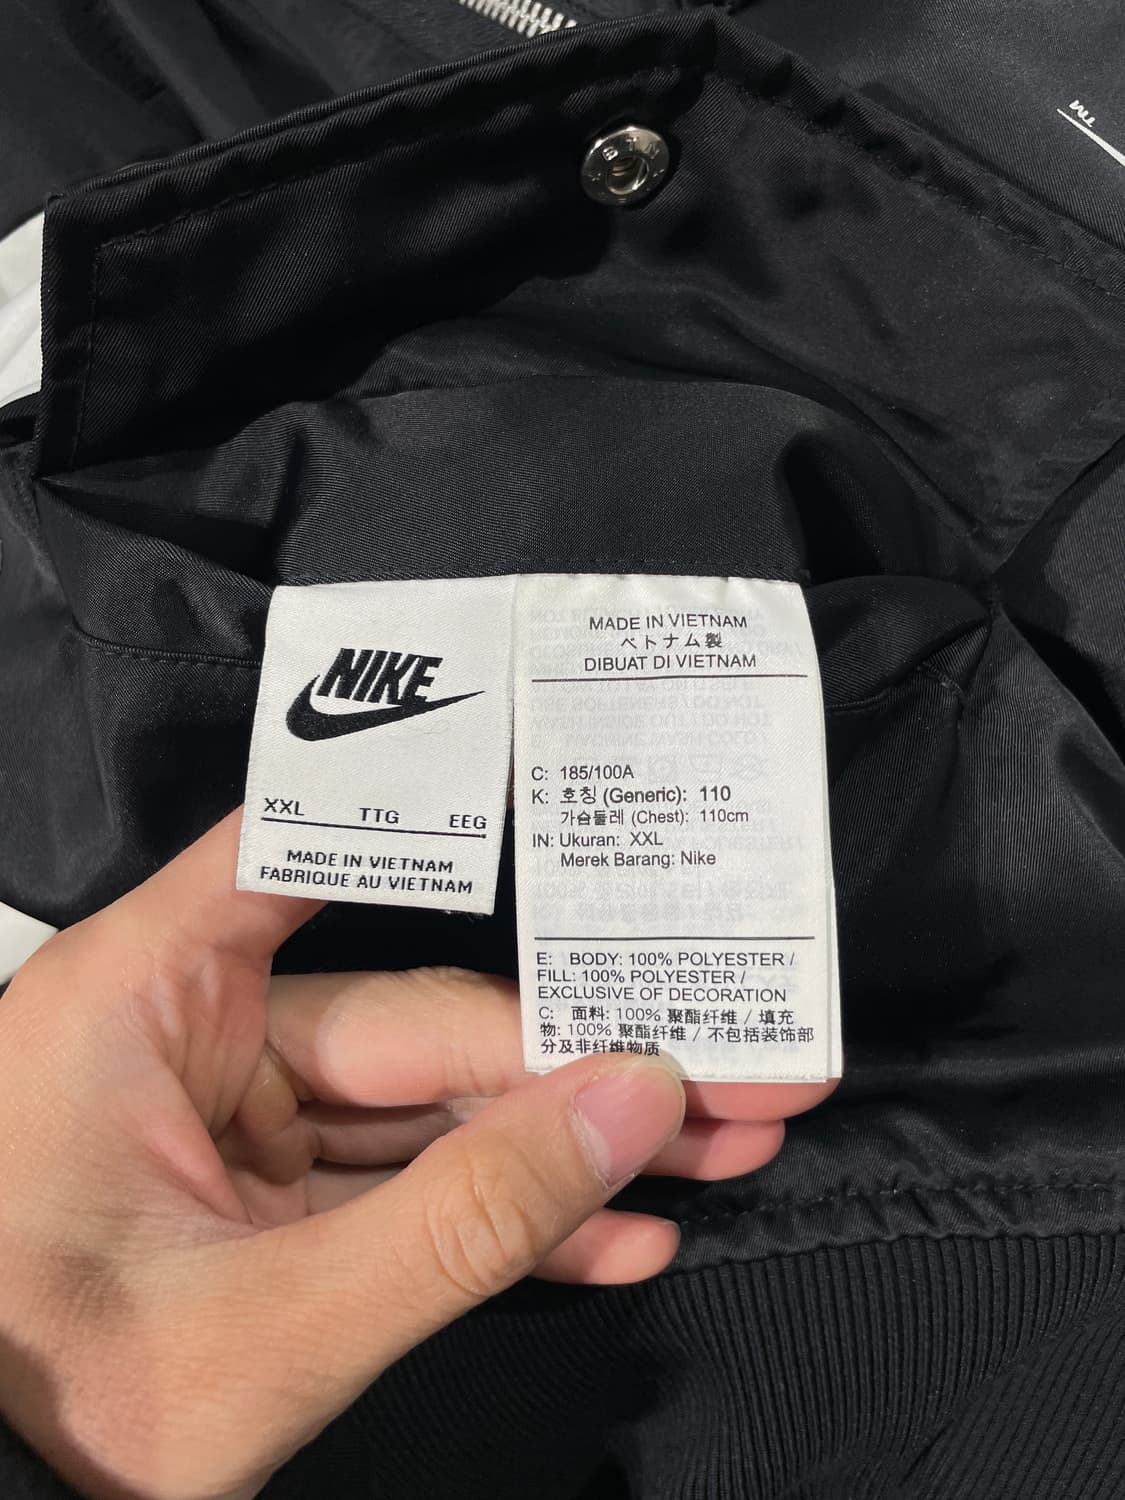 TM
NIKE
XXL TTG EEG
MADE IN VIETNAM
FABRIQUE AU VIETNAM
MADE IN VIETNAM
ベトナム製
DIBUAT DI VIETNAM
C: 185/100A
K: 호칭 (Generic): 110
가슴둘레 (Chest): 110cm
IN: Ukuran: XXL
Merek Barang: Nike
E: BODY: 100% POLYESTER /
FILL: 100% POLYESTER /
EXCLUSIVE OF DECORATION
C: 面料: 100% 聚酯纤维 / 填充
物: 100% 聚酯纤维 / 不包括装饰部
分及非纤维物质